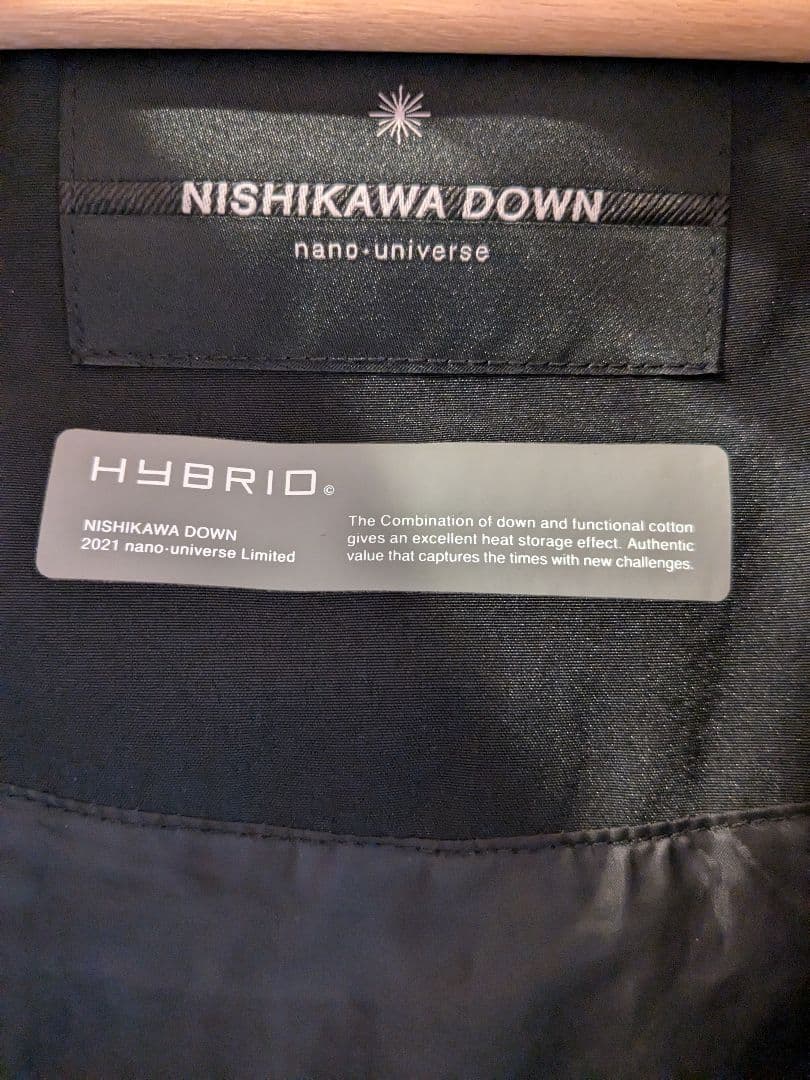 NISHIKAWA DOWN
nano·universe
HYBRID©
NISHIKAWA DOWN
2021 nano·universe Limited
The Combination of down and functional cotton
gives an excellent heat storage effect. Authentic
value that captures the times with new challenges.